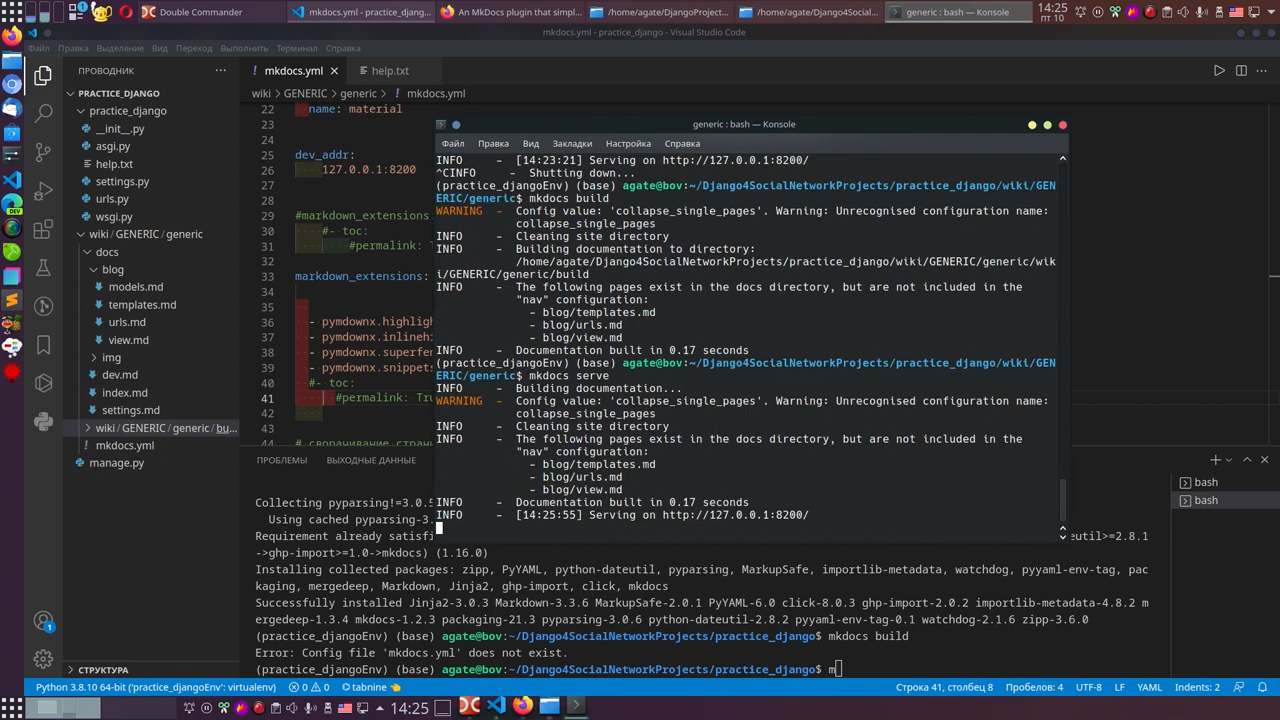 Double Commander
mkdocs.yml - practice_djang...
An MkDocs plugin that simpl...
/home/agate/DjangoProject...
/home/agate/Django4Social...
generic : bash — Konsole
14:25
пт 10
mkdocs.yml - practice_django - Visual Studio Code
Файл Правка Выделение Вид Переход Выполнить Терминал Справка
ПРОВОДНИК
mkdocs.yml
help.txt
wiki > GENERIC > generic > mkdocs.yml
PRACTICE_DJANGO
practice_django
__init__.py
asgi.py
help.txt
settings.py
urls.py
wsgi.py
wiki / GENERIC / generic
docs
blog
models.md
templates.md
urls.md
view.md
img
dev.md
index.md
settings.md
wiki / GENERIC / generic / bu...
mkdocs.yml
manage.py
СТРУКТУРА
22 name: material
23
24
25 dev_addr:
26 127.0.0.1:8200
27
28
29 #markdown_extensions
30 #- toc:
31 #permalink: T
32
33 markdown_extensions:
34
35
36 - pymdownx.highligh
37 - pymdownx.inlinehi
38 - pymdownx.superfen
39 - pymdownx.snippets
40 #- toc:
41 #permalink: Tru
42
43
44 # сворачивание стран
generic : bash — Konsole
Файл Правка Вид Закладки Настройка Справка
INFO - [14:23:21] Serving on http://127.0.0.1:8200/
^CINFO - Shutting down...
(practice_djangoEnv) (base) agate@bov:~/Django4SocialNetworkProjects/practice_django/wiki/GEN
ERIC/generic$ mkdocs build
WARNING - Config value: 'collapse_single_pages'. Warning: Unrecognised configuration name:
collapse_single_pages
INFO - Cleaning site directory
INFO - Building documentation to directory:
/home/agate/Django4SocialNetworkProjects/practice_django/wiki/GENERIC/generic/wik
i/GENERIC/generic/build
INFO - The following pages exist in the docs directory, but are not included in the
"nav" configuration:
- blog/templates.md
- blog/urls.md
- blog/view.md
INFO - Documentation built in 0.17 seconds
(practice_djangoEnv) (base) agate@bov:~/Django4SocialNetworkProjects/practice_django/wiki/GEN
ERIC/generic$ mkdocs serve
INFO - Building documentation...
WARNING - Config value: 'collapse_single_pages'. Warning: Unrecognised configuration name:
collapse_single_pages
INFO - Cleaning site directory
INFO - The following pages exist in the docs directory, but are not included in the
"nav" configuration:
- blog/templates.md
- blog/urls.md
- blog/view.md
INFO - Documentation built in 0.17 seconds
INFO - [14:25:55] Serving on http://127.0.0.1:8200/
ПРОБЛЕМЫ ВЫХОДНЫЕ ДАННЫЕ
bash
bash
Collecting pyparsing!=3.0.5
Using cached pyparsing-3.
Requirement already satisf
dateutil>=2.8.1
->ghp-import>=1.0->mkdocs) (1.16.0)
Installing collected packages: zipp, PyYAML, python-dateutil, pyparsing, MarkupSafe, importlib-metadata, watchdog, pyyaml-env-tag, pac
kaging, mergedeep, Markdown, Jinja2, ghp-import, click, mkdocs
Successfully installed Jinja2-3.0.3 Markdown-3.3.6 MarkupSafe-2.0.1 PyYAML-6.0 click-8.0.3 ghp-import-2.0.2 importlib-metadata-4.8.2 m
ergedeep-1.3.4 mkdocs-1.2.3 packaging-21.3 pyparsing-3.0.6 python-dateutil-2.8.2 pyyaml-env-tag-0.1 watchdog-2.1.6 zipp-3.6.0
(practice_djangoEnv) (base) agate@bov:~/Django4SocialNetworkProjects/practice_django$ mkdocs build
Error: Config file 'mkdocs.yml' does not exist.
(practice_djangoEnv) (base) agate@bov:~/Django4SocialNetworkProjects/practice_django$ m
Python 3.8.10 64-bit ('practice_djangoEnv': virtualenv) 0 0 tabnine
Строка 41, столбец 8 Пробелов: 4 UTF-8 LF YAML Indents: 2
14:25